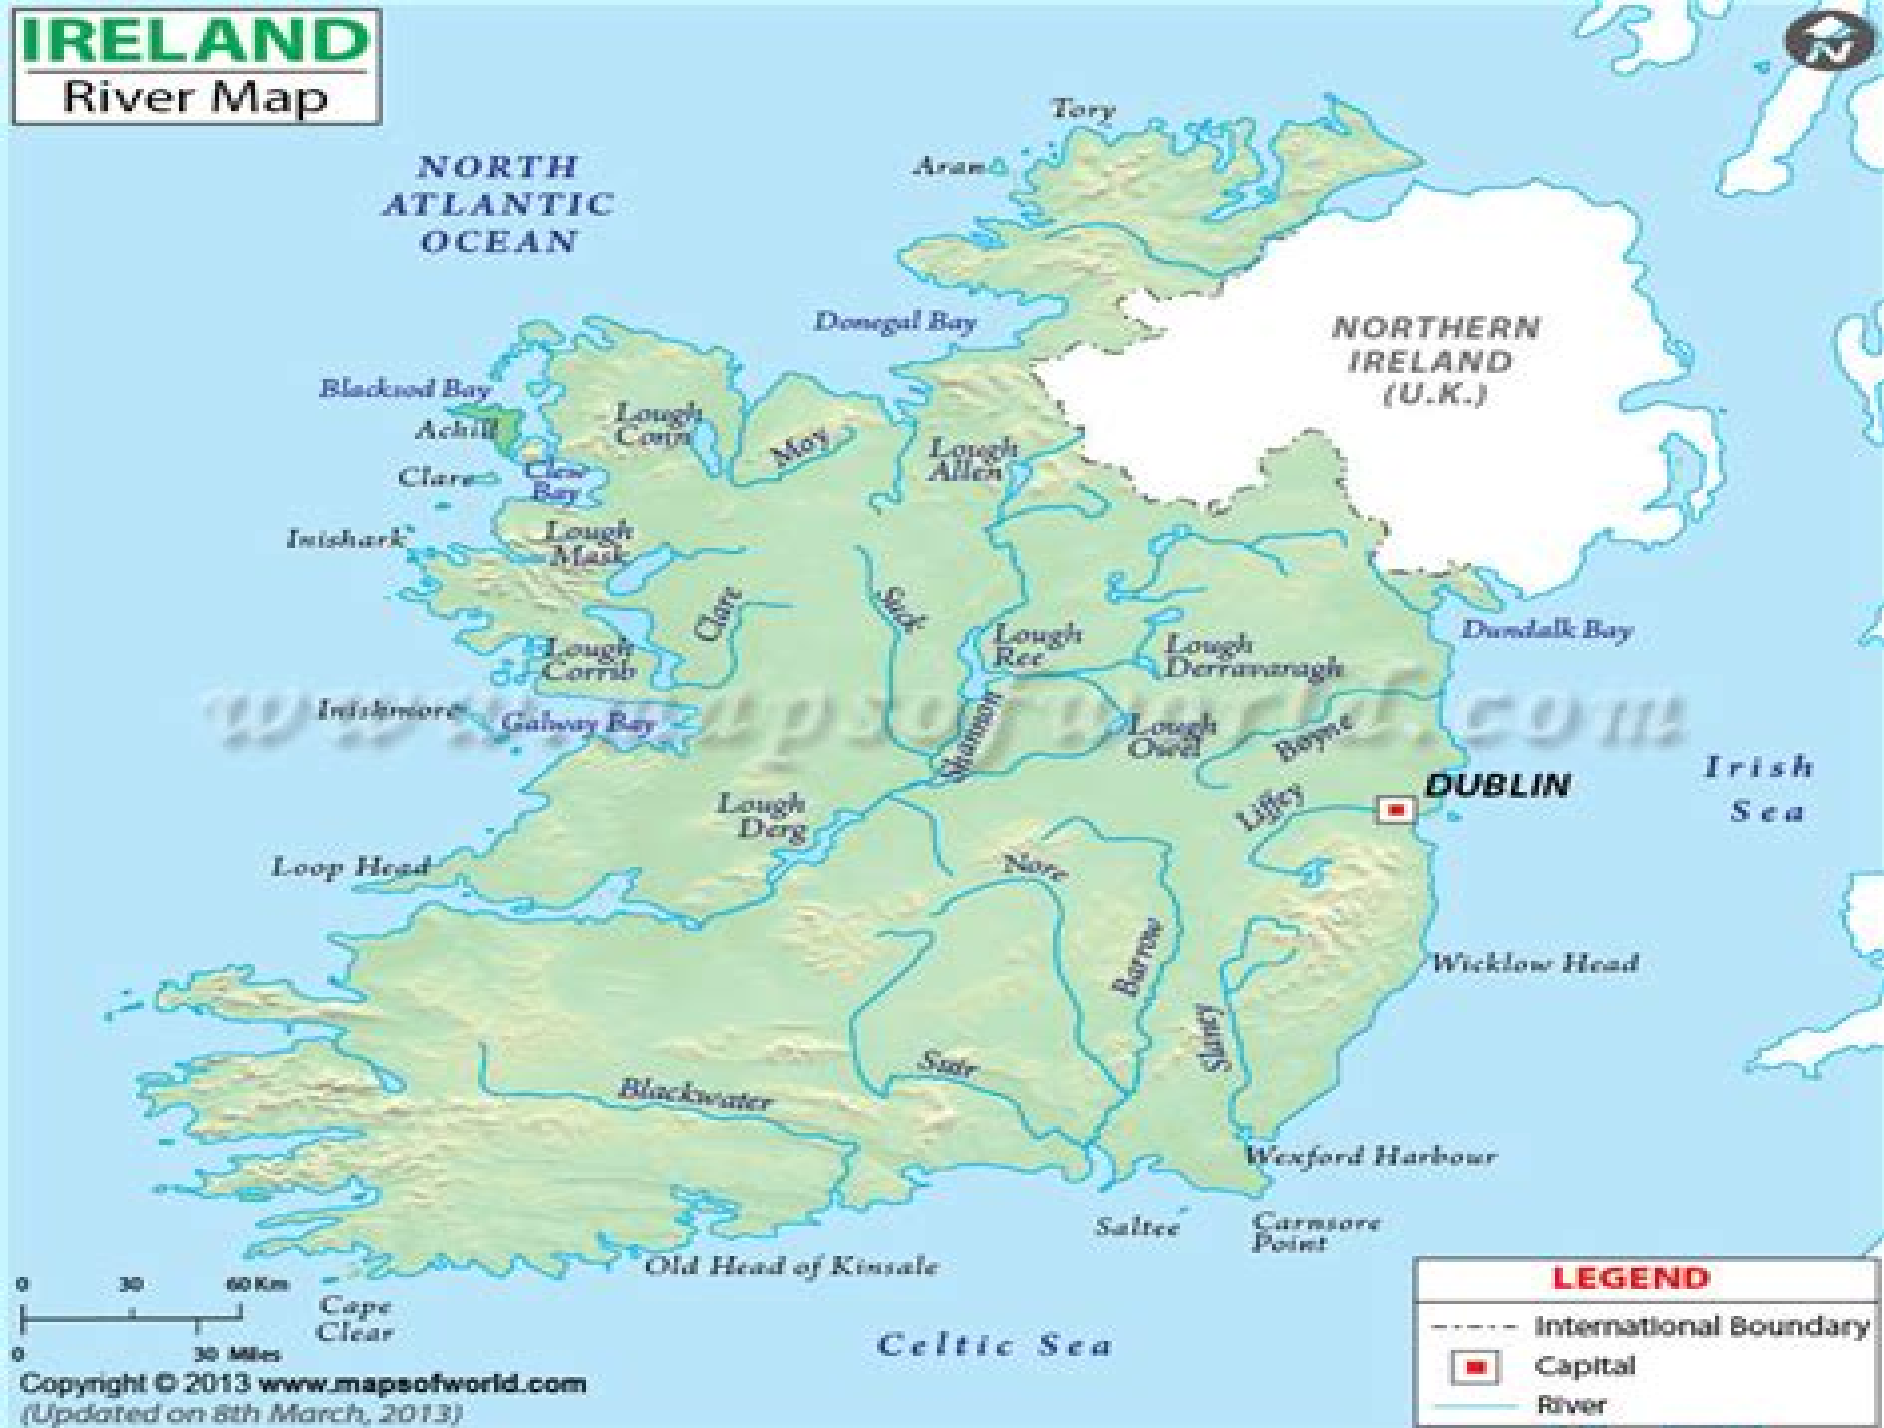 IRELAND
River Map
N
Tory
Aran
NORTH
ATLANTIC
OCEAN
Donegal Bay
NORTHERN
IRELAND
(U.K.)
Blacksod Bay
Achill
Lough
Conn
Moy
Lough
Allen
Clare
Clew
Bay
Inishark
Lough
Mask
Clare
Suck
Lough
Ree
Dundalk Bay
Lough
Derravaragh
Lough
Corrib
www.mapsofworld.com
Inishmore
Galway Bay
Shannon
Lough
Owel
Boyne
Irish
Sea
DUBLIN
Liffey
Lough
Derg
Loop Head
Nore
Barrow
Wicklow Head
Slaney
Suir
Blackwater
Wexford Harbour
Saltee
Carnsore
Point
Old Head of Kinsale
Cape
Clear
Celtic Sea
0 30 60 Km
0 30 Miles
Copyright © 2013 www.mapsofworld.com
(Updated on 8th March, 2013)
LEGEND
International Boundary
Capital
River